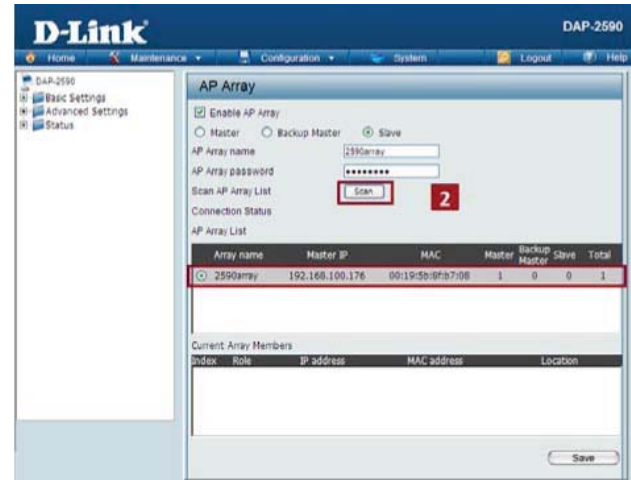 D-Link
DAP-2590
Home Maintenance Configuration System Logout Help
DAP-2590
Basic Settings
Advanced Settings
Status
AP Array
Enable AP Array
Master Backup Master Slave
AP Array name 2590array
AP Array password ••••••••
Scan AP Array List Scan
2
Connection Status
AP Array List
Array name Master IP MAC Master Backup Master Slave Total
2590array 192.168.100.176 00:19:5b:8f:b7:08 1 0 0 1
Current Array Members
Index Role IP address MAC address Location
Save